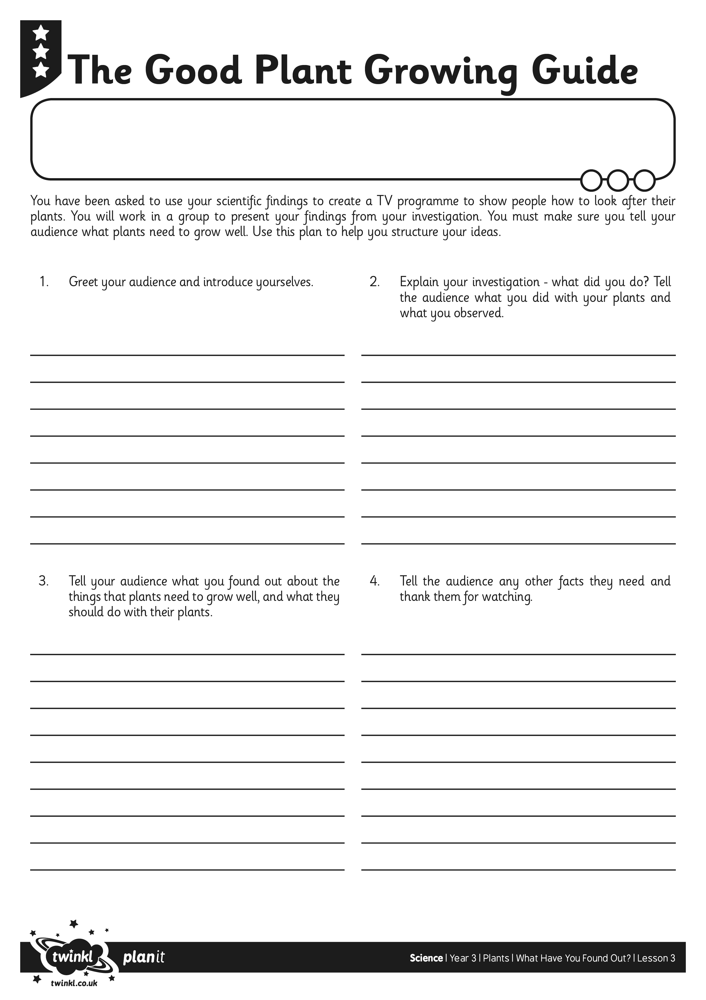 The Good Plant Growing Guide
You have been asked to use your scientific findings to create a TV programme to show people how to look after their
plants. You will work in a group to present your findings from your investigation. You must make sure you tell your
audience what plants need to grow well. Use this plan to help you structure your ideas.
1. Greet your audience and introduce yourselves.
2. Explain your investigation - what did you do? Tell
the audience what you did with your plants and
what you observed.
3. Tell your audience what you found out about the
things that plants need to grow well, and what they
should do with their plants.
4. Tell the audience any other facts they need and
thank them for watching.
twinkl planit
Science | Year 3 | Plants | What Have You Found Out? | Lesson 3
twinkl.co.uk